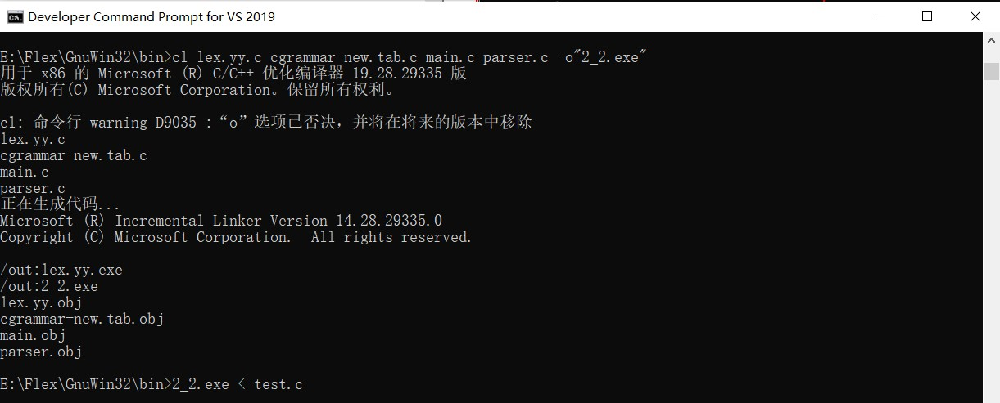 Developer Command Prompt for VS 2019
E:\Flex\GnuWin32\bin>cl lex.yy.c cgrammar-new.tab.c main.c parser.c -o"2_2.exe"
用于 x86 的 Microsoft (R) C/C++ 优化编译器 19.28.29335 版
版权所有(C) Microsoft Corporation。保留所有权利。
cl: 命令行 warning D9035 :“o”选项已否决，并将在将来的版本中移除
lex.yy.c
cgrammar-new.tab.c
main.c
parser.c
正在生成代码...
Microsoft (R) Incremental Linker Version 14.28.29335.0
Copyright (C) Microsoft Corporation.  All rights reserved.
/out:lex.yy.exe
/out:2_2.exe
lex.yy.obj
cgrammar-new.tab.obj
main.obj
parser.obj
E:\Flex\GnuWin32\bin>2_2.exe < test.c